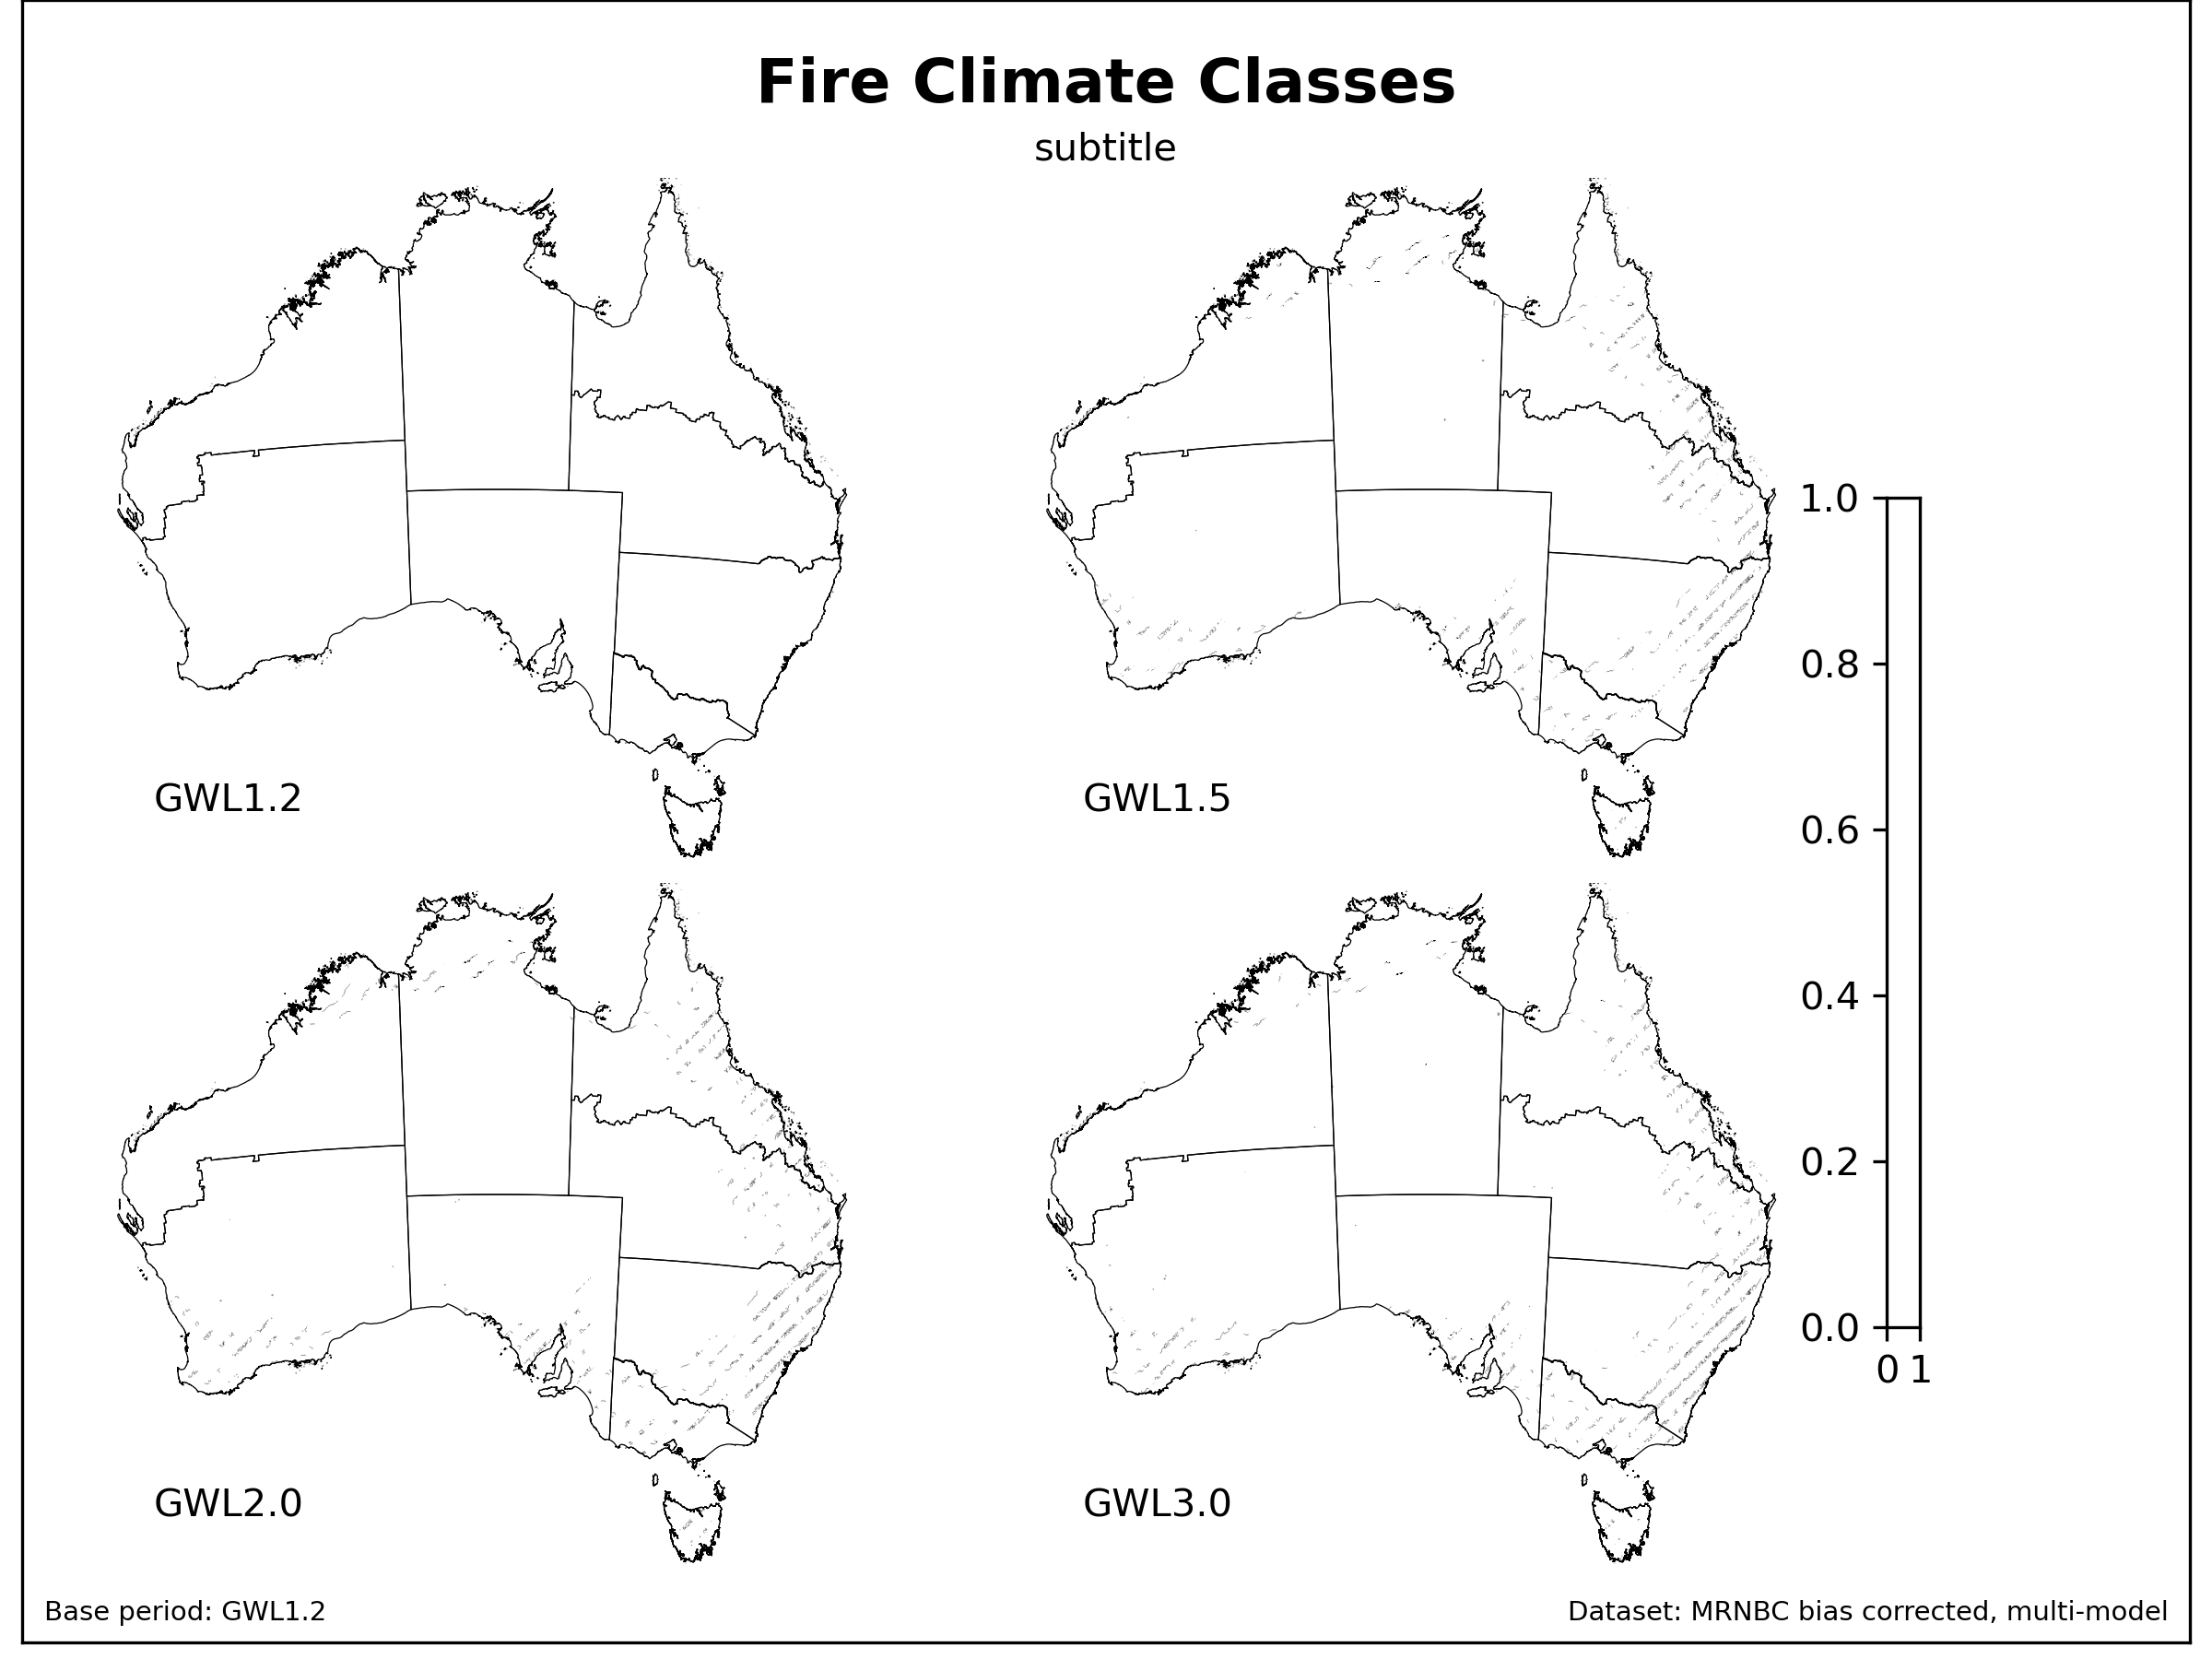 Fire Climate Classes
subtitle
GWL1.2
GWL1.5
1.0
0.8
0.6
0.4
0.2
0.0
0 1
GWL2.0
GWL3.0
Base period: GWL1.2
Dataset: MRNBC bias corrected, multi-model